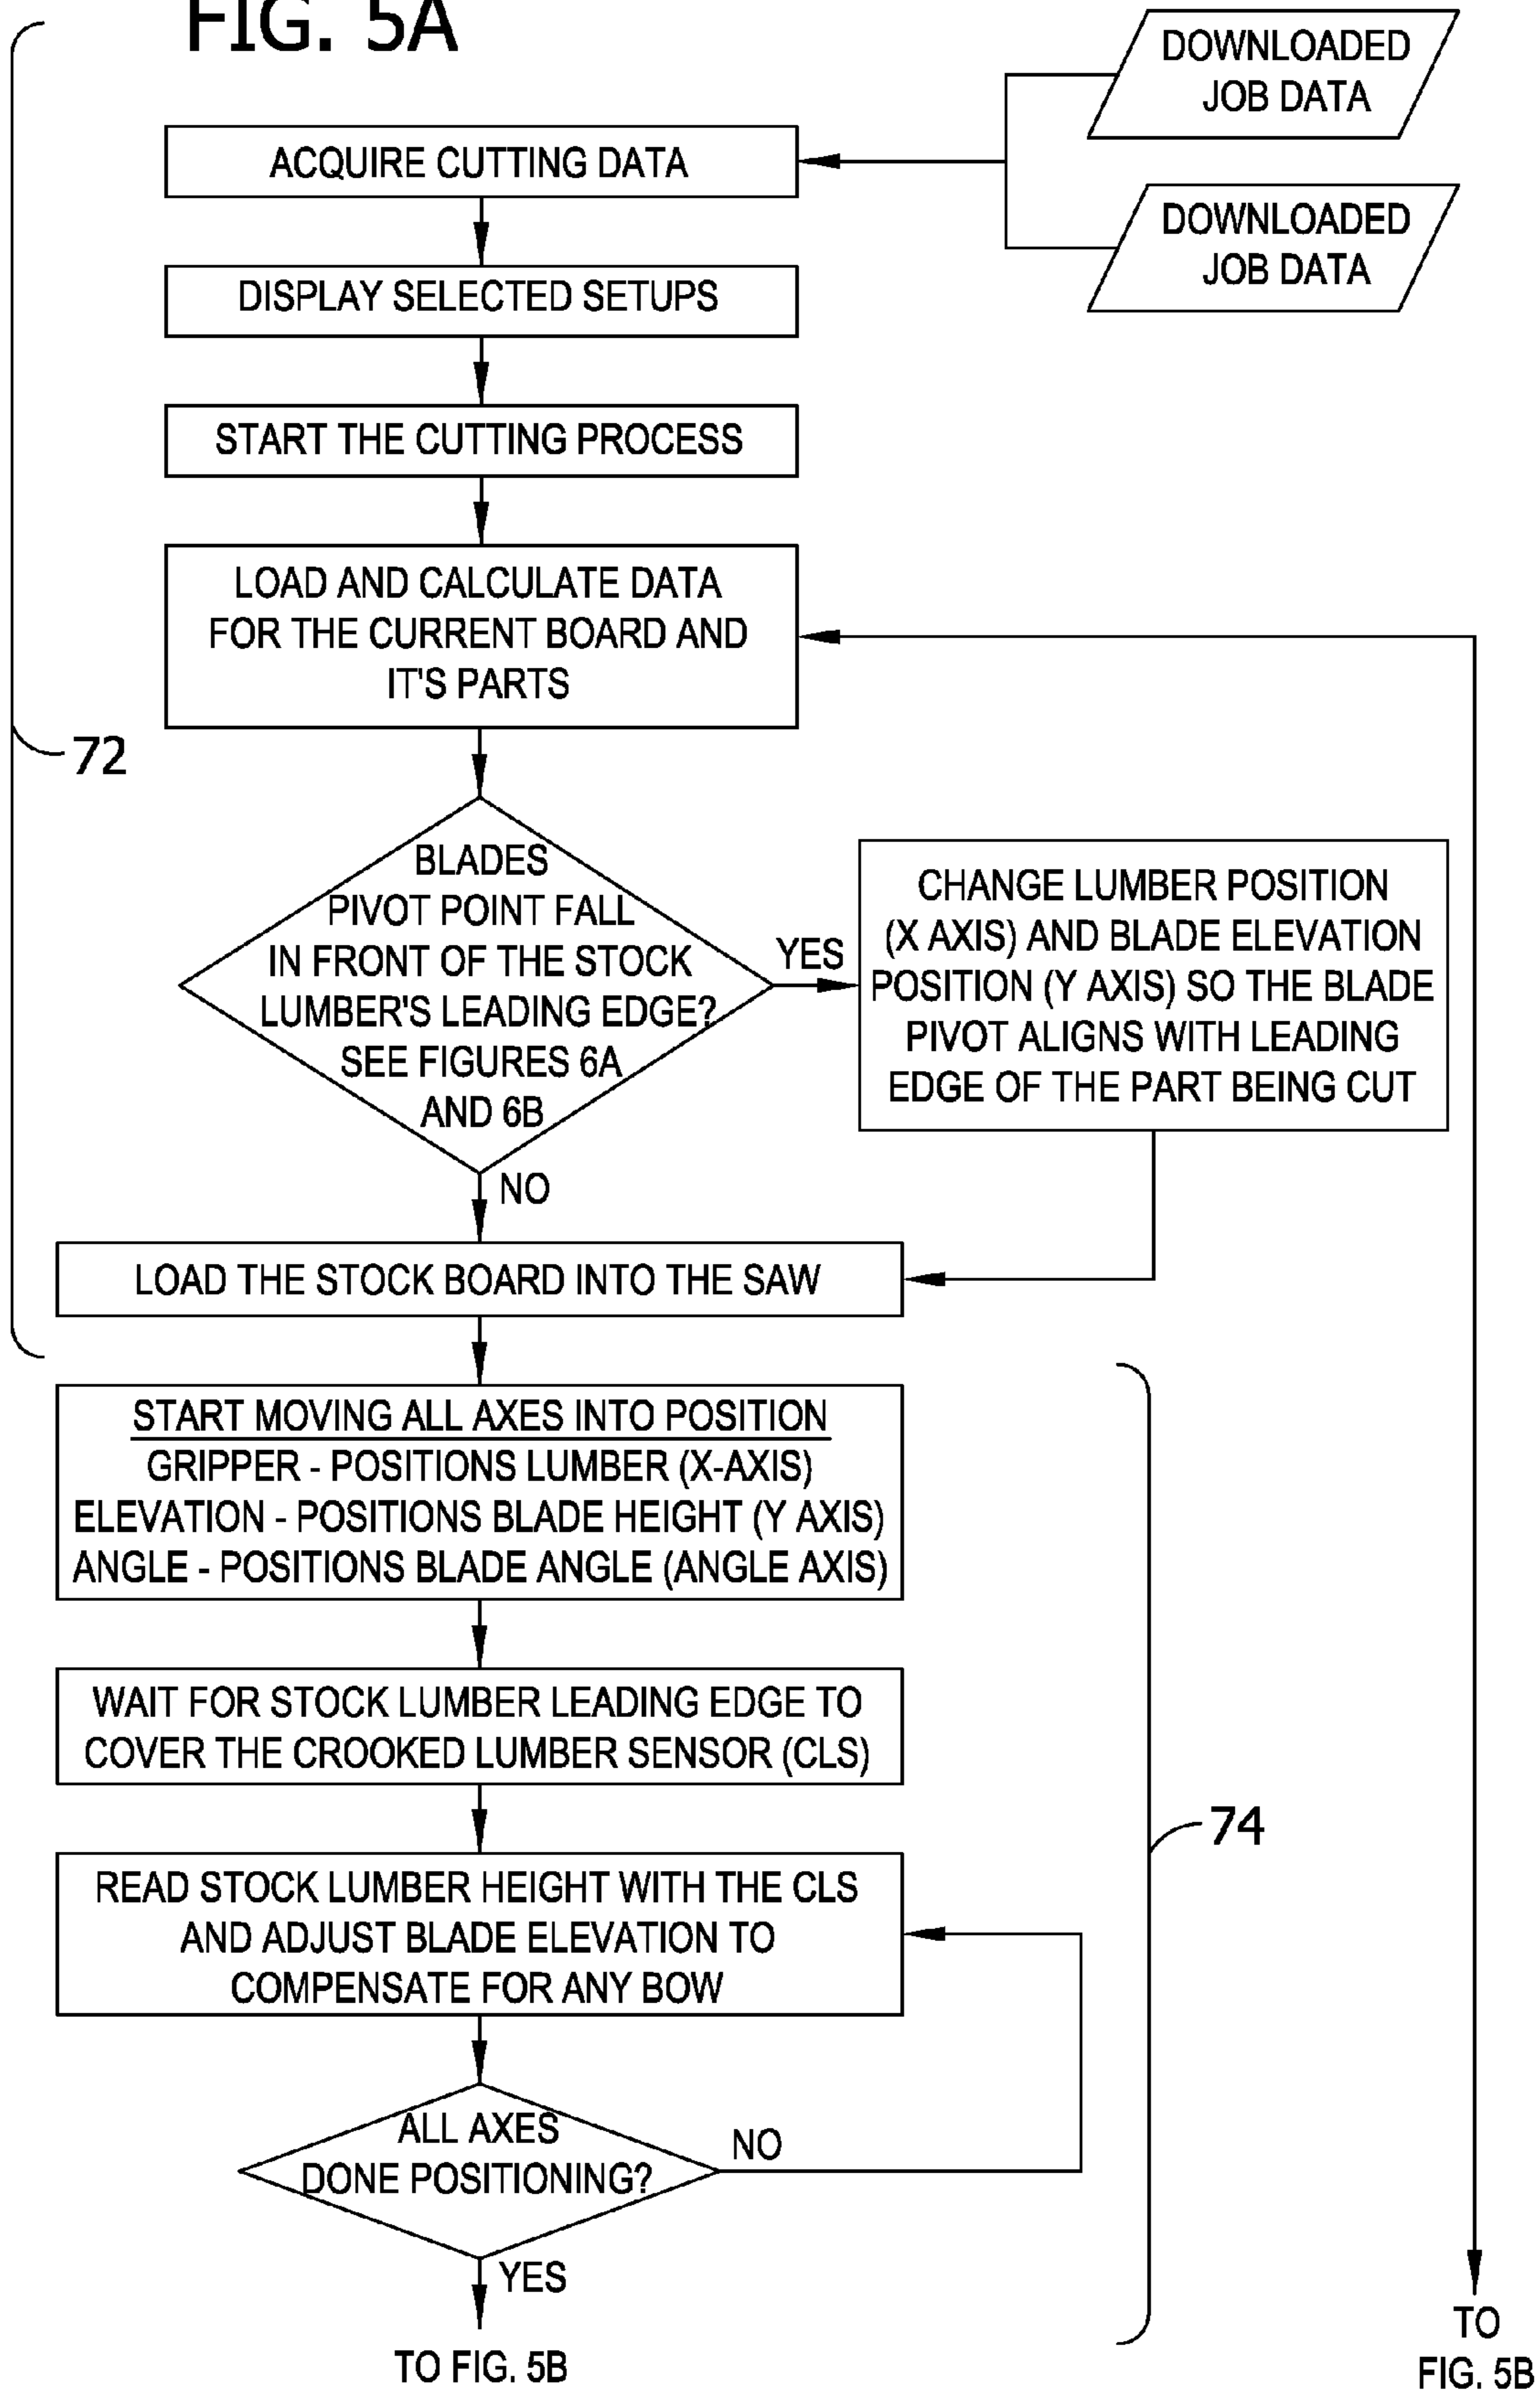 FIG. 5A
DOWNLOADED
JOB DATA
ACQUIRE CUTTING DATA
DOWNLOADED
JOB DATA
DISPLAY SELECTED SETUPS
START THE CUTTING PROCESS
LOAD AND CALCULATE DATA
FOR THE CURRENT BOARD AND
IT'S PARTS
72
BLADES
PIVOT POINT FALL
IN FRONT OF THE STOCK
LUMBER'S LEADING EDGE?
SEE FIGURES 6A
AND 6B
YES
CHANGE LUMBER POSITION
(X AXIS) AND BLADE ELEVATION
POSITION (Y AXIS) SO THE BLADE
PIVOT ALIGNS WITH LEADING
EDGE OF THE PART BEING CUT
NO
LOAD THE STOCK BOARD INTO THE SAW
START MOVING ALL AXES INTO POSITION
GRIPPER - POSITIONS LUMBER (X-AXIS)
ELEVATION - POSITIONS BLADE HEIGHT (Y AXIS)
ANGLE - POSITIONS BLADE ANGLE (ANGLE AXIS)
WAIT FOR STOCK LUMBER LEADING EDGE TO
COVER THE CROOKED LUMBER SENSOR (CLS)
74
READ STOCK LUMBER HEIGHT WITH THE CLS
AND ADJUST BLADE ELEVATION TO
COMPENSATE FOR ANY BOW
ALL AXES
DONE POSITIONING?
NO
YES
TO FIG. 5B
TO
FIG. 5B